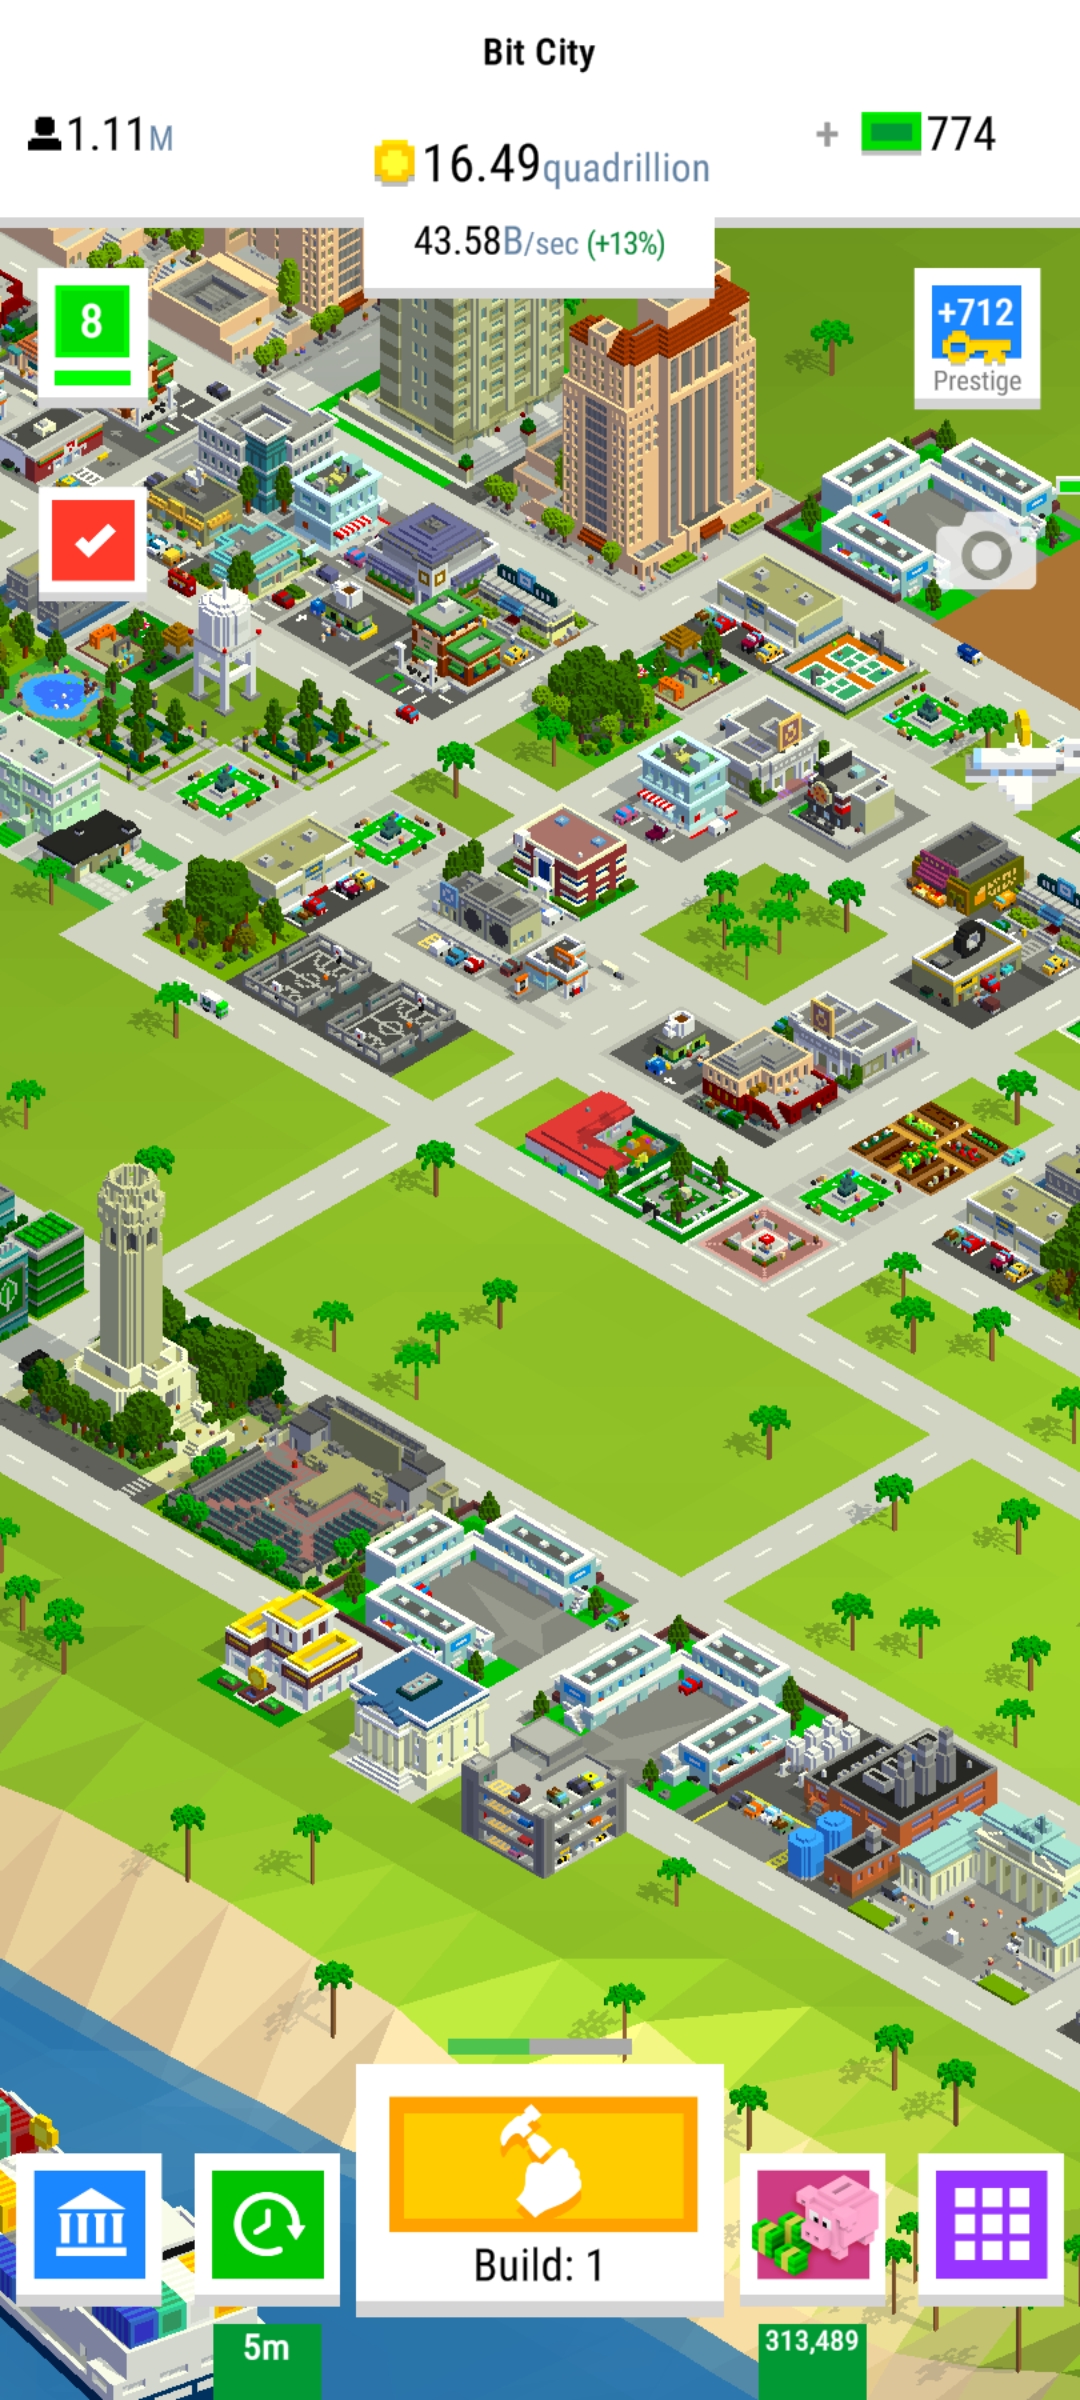 Bit City
1.11M
16.49quadrillion
+ 774
43.58B/sec (+13%)
8
+712
Prestige
Build: 1
5m
313,489